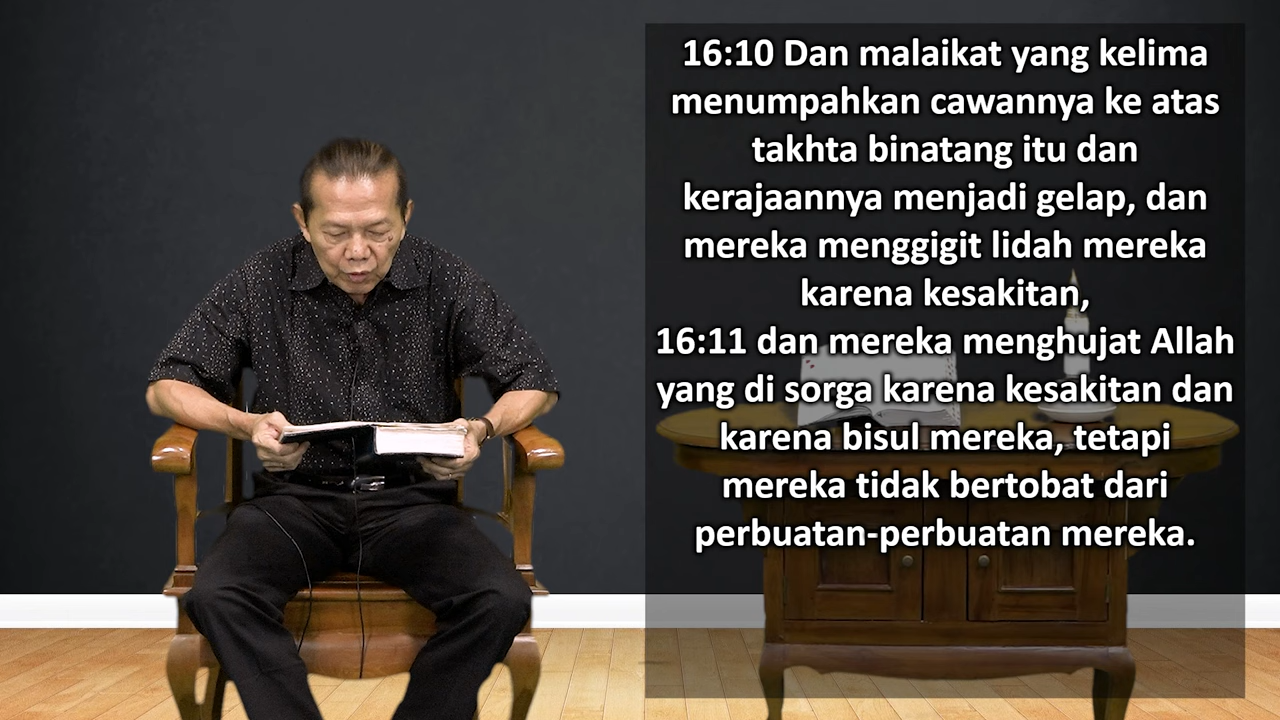 16:10 Dan malaikat yang kelima
menumpahkan cawannya ke atas
takhta binatang itu dan
kerajaannya menjadi gelap, dan
mereka menggigit lidah mereka
karena kesakitan,
16:11 dan mereka menghujat Allah
yang di sorga karena kesakitan dan
karena bisul mereka, tetapi
mereka tidak bertobat dari
perbuatan-perbuatan mereka.